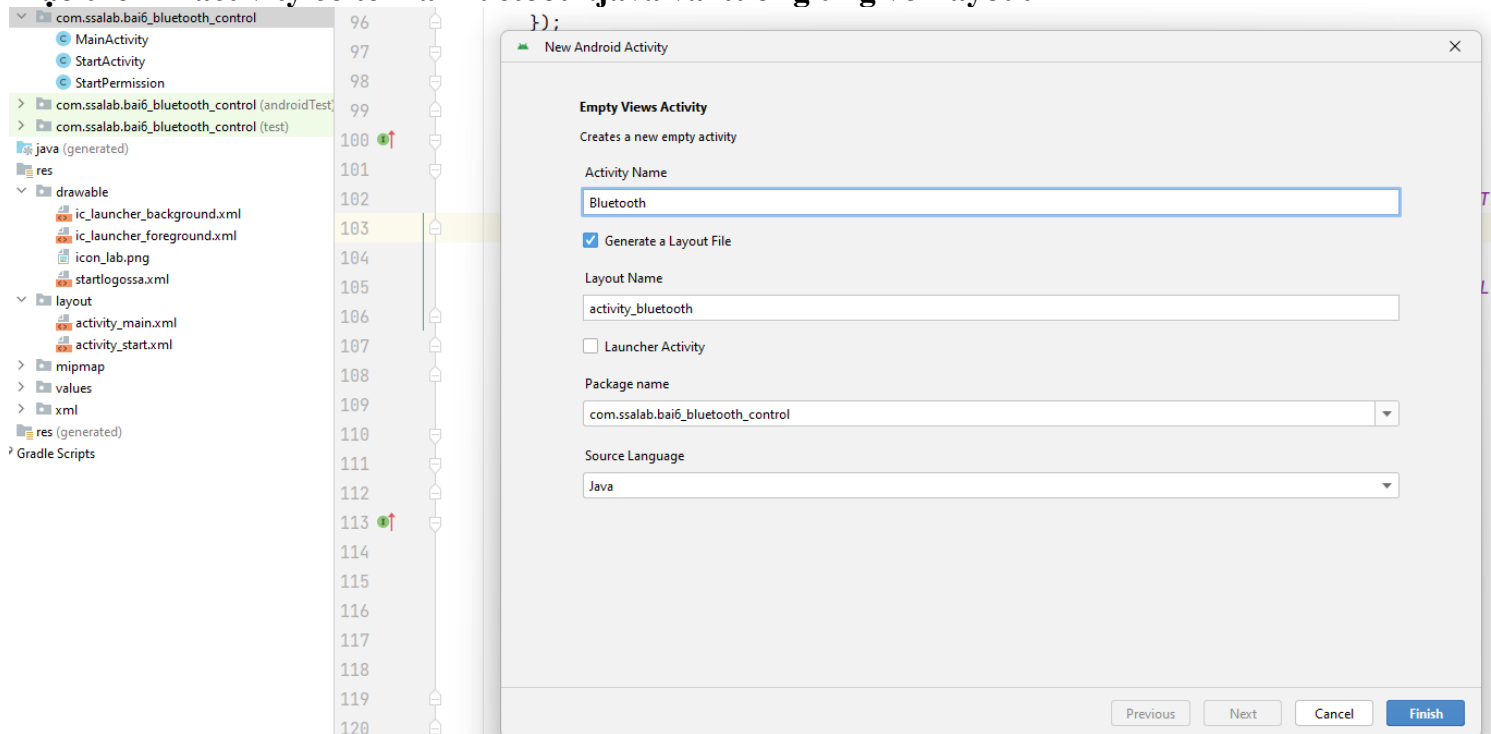 com.ssalab.bai6_bluetooth_control
MainActivity
StartActivity
StartPermission
com.ssalab.bai6_bluetooth_control (androidTest)
com.ssalab.bai6_bluetooth_control (test)
java (generated)
res
drawable
ic_launcher_background.xml
ic_launcher_foreground.xml
icon_lab.png
startlogossa.xml
layout
activity_main.xml
activity_start.xml
mipmap
values
xml
res (generated)
Gradle Scripts
96
97
98
99
100
101
102
103
104
105
106
107
108
109
110
111
112
113
114
115
116
117
118
119
120
});
New Android Activity
Empty Views Activity
Creates a new empty activity
Activity Name
Bluetooth
Generate a Layout File
Layout Name
activity_bluetooth
Launcher Activity
Package name
com.ssalab.bai6_bluetooth_control
Source Language
Java
Previous Next Cancel Finish
T
L